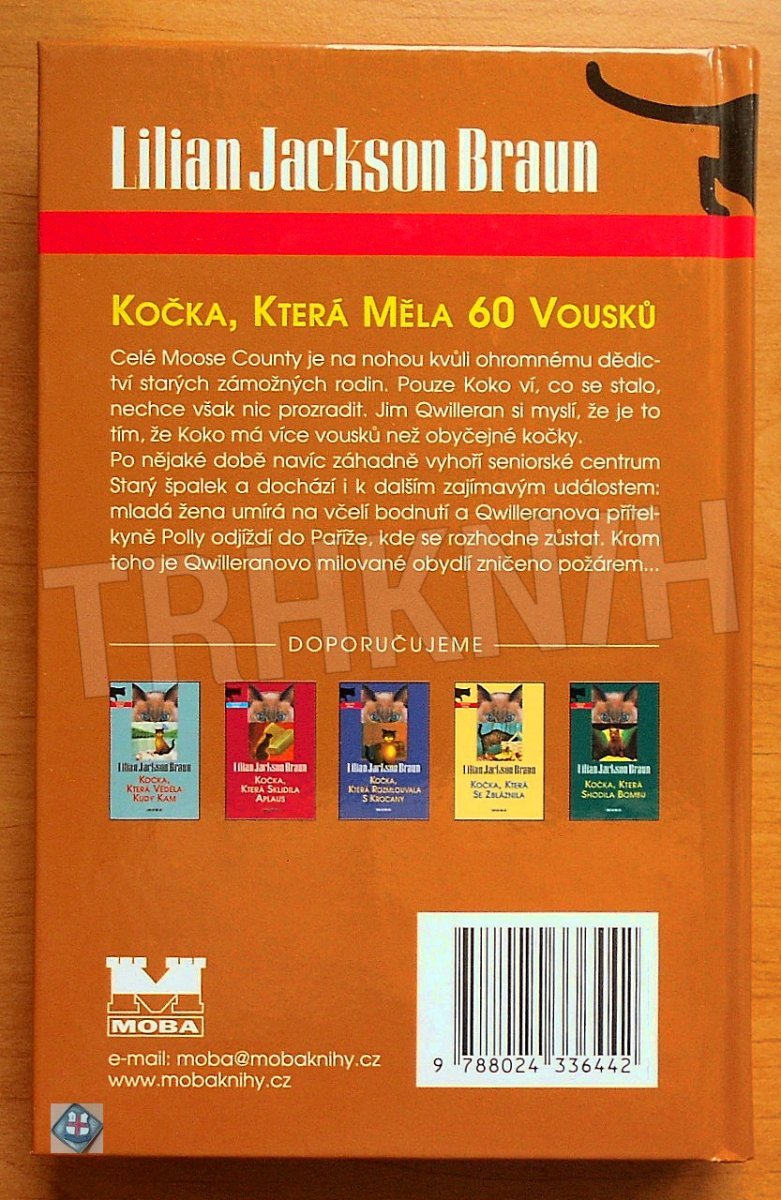 Lilian Jackson Braun
Kočka, Která Měla 60 Vousků
Celé Moose County je na nohou kvůli ohromnému dědic-
tví starých zámožných rodin. Pouze Koko ví, co se stalo,
nechce však nic prozradit. Jim Qwilleran si myslí, že je to
tím, že Koko má více vousků než obyčejné kočky.
Po nějaké době navíc záhadně vyhoří seniorské centrum
Starý špalek a dochází i k dalším zajímavým událostem:
mladá žena umírá na včelí bodnutí a Qwilleranova přítel-
kyně Polly odjíždí do Paříže, kde se rozhodne zůstat. Krom
toho je Qwilleranovo milované obydlí zničeno požárem...
TRHKNIH
DOPORUČUJEME
Lilian Jackson Braun
Kočka,
Která Věděla
Kudy Kam
Lilian Jackson Braun
Kočka,
Která Sklidila
Aplaus
Lilian Jackson Braun
Kočka,
Která Rozmlouvala
s Krocany
Lilian Jackson Braun
Kočka, Která
Se Zbláznila
Lilian Jackson Braun
Kočka, Která
Shodila Bombu
MOBA
e-mail: moba@mobaknihy.cz
www.mobaknihy.cz
9 788024 336442